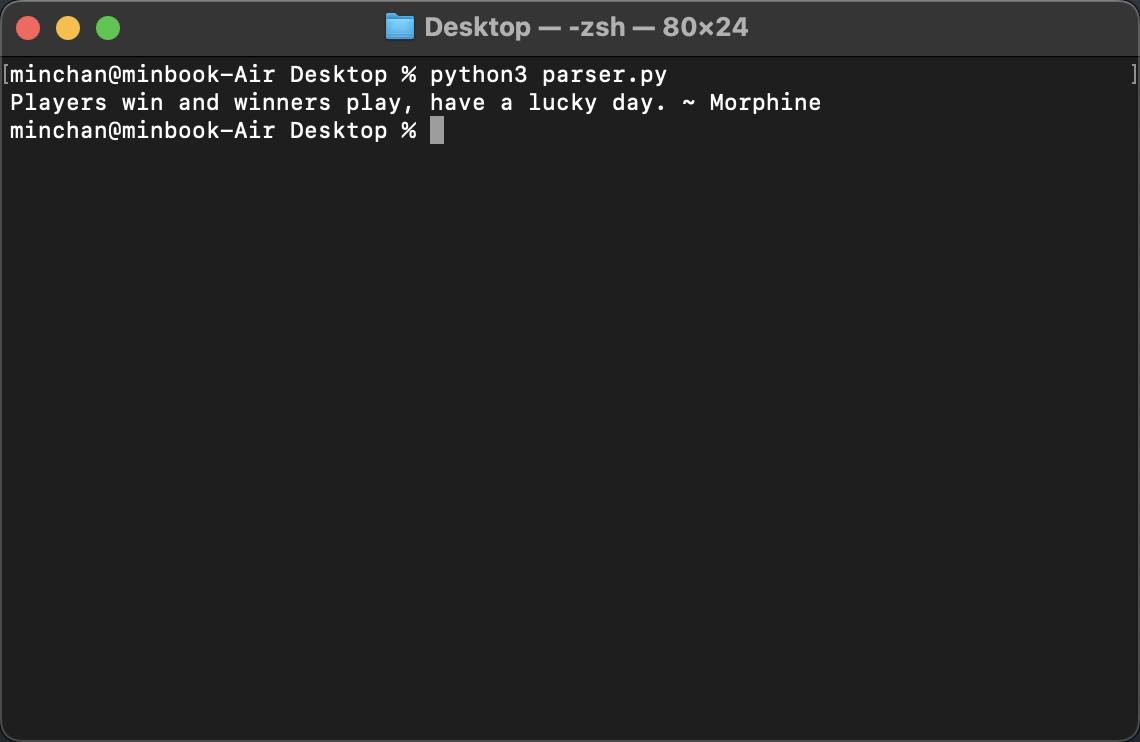 Desktop — -zsh — 80×24
[minchan@minbook-Air Desktop % python3 parser.py ]
Players win and winners play, have a lucky day. ~ Morphine
minchan@minbook-Air Desktop %